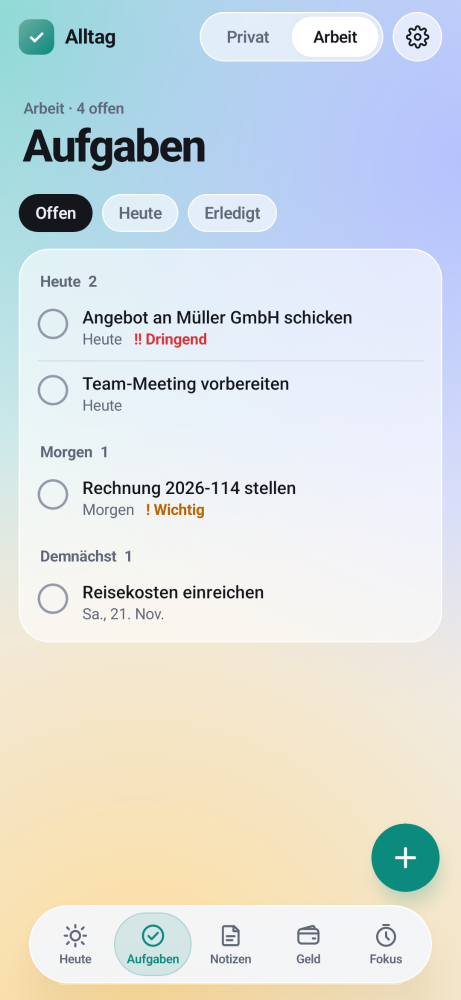 Alltag
Privat
Arbeit
Arbeit · 4 offen
Aufgaben
Offen
Heute
Erledigt
Heute 2
Angebot an Müller GmbH schicken
Heute !! Dringend
Team-Meeting vorbereiten
Heute
Morgen 1
Rechnung 2026-114 stellen
Morgen ! Wichtig
Demnächst 1
Reisekosten einreichen
Sa., 21. Nov.
Heute
Aufgaben
Notizen
Geld
Fokus